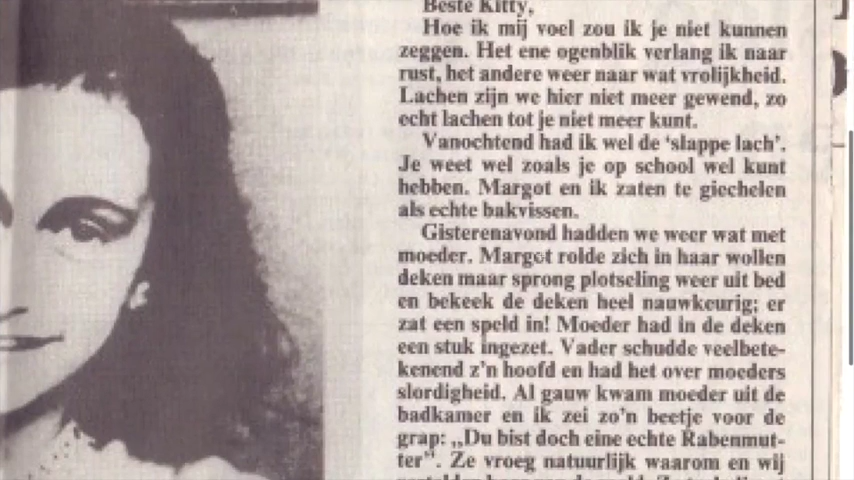 Beste Kitty,
Hoe ik mij voel zou ik je niet kunnen
zeggen. Het ene ogenblik verlang ik naar
rust, het andere weer naar wat vrolijkheid.
Lachen zijn we hier niet meer gewend, zo
echt lachen tot je niet meer kunt.
Vanochtend had ik wel de ‘slappe lach’.
Je weet wel zoals je op school wel kunt
hebben. Margot en ik zaten te giechelen
als echte bakvissen.
Gisterenavond hadden we weer wat met
moeder. Margot rolde zich in haar wollen
deken maar sprong plotseling weer uit bed
en bekeek de deken heel nauwkeurig; er
zat een speld in! Moeder had in de deken
een stuk ingezet. Vader schudde veelbete-
kenend z’n hoofd en had het over moeders
slordigheid. Al gauw kwam moeder uit de
badkamer en ik zei zo’n beetje voor de
grap: „Du bist doch eine echte Rabenmut-
ter”. Ze vroeg natuurlijk waarom en wij